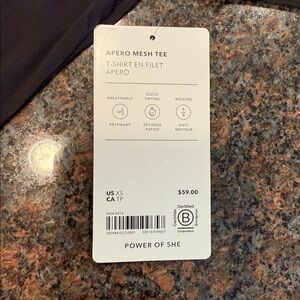 APERO MESH TEE
T-SHIRT EN FILET
APERO
BREATHABLE
QUICK
DRYING
WICKING
RESPIRANT
SECHAGE
RAPIDE
ANTI-
MOITEUR
US XS
CA TP
$59.00
Certified
B
Corporation
POWER OF SHE